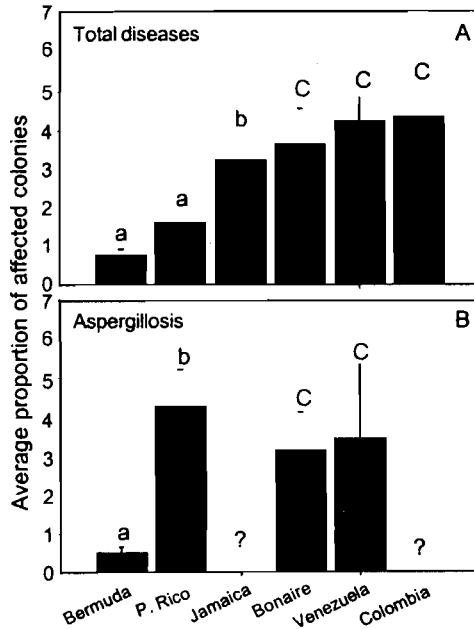 Average proportion of affected colonies
Total diseases A
7
6
5
4
3
2
1
0
a a b C C C
Aspergillosis B
7
6
5
4
3
2
1
0
a b ? C C ?
Bermuda P. Rico Jamaica Bonaire Venezuela Colombia